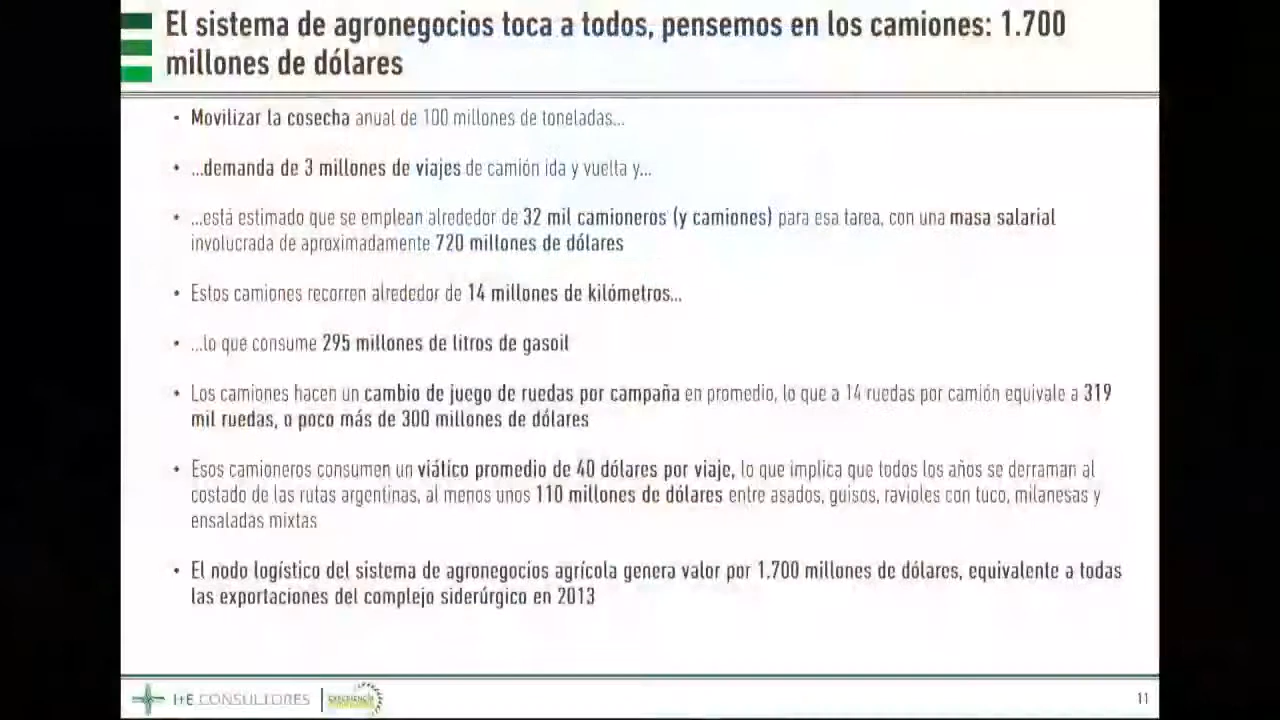 El sistema de agronegocios toca a todos, pensemos en los camiones: 1.700
millones de dólares
• Movilizar la cosecha anual de 100 millones de toneladas...
• ...demanda de 3 millones de viajes de camión ida y vuelta y...
• ...está estimado que se emplean alrededor de 32 mil camioneros (y camiones) para esa tarea, con una masa salarial
involucrada de aproximadamente 720 millones de dólares
• Estos camiones recorren alrededor de 14 millones de kilómetros...
• ...lo que consume 295 millones de litros de gasoil
• Los camiones hacen un cambio de juego de ruedas por campaña en promedio, lo que a 14 ruedas por camión equivale a 319
mil ruedas, o poco más de 300 millones de dólares
• Esos camioneros consumen un viático promedio de 40 dólares por viaje, lo que implica que todos los años se derraman al
costado de las rutas argentinas, al menos unos 110 millones de dólares entre asados, guisos, ravioles con tuco, milanesas y
ensaladas mixtas
• El nodo logístico del sistema de agronegocios agrícola genera valor por 1.700 millones de dólares, equivalente a todas
las exportaciones del complejo siderúrgico en 2013
I+E CONSULTORES
EXPERIENCIA
11